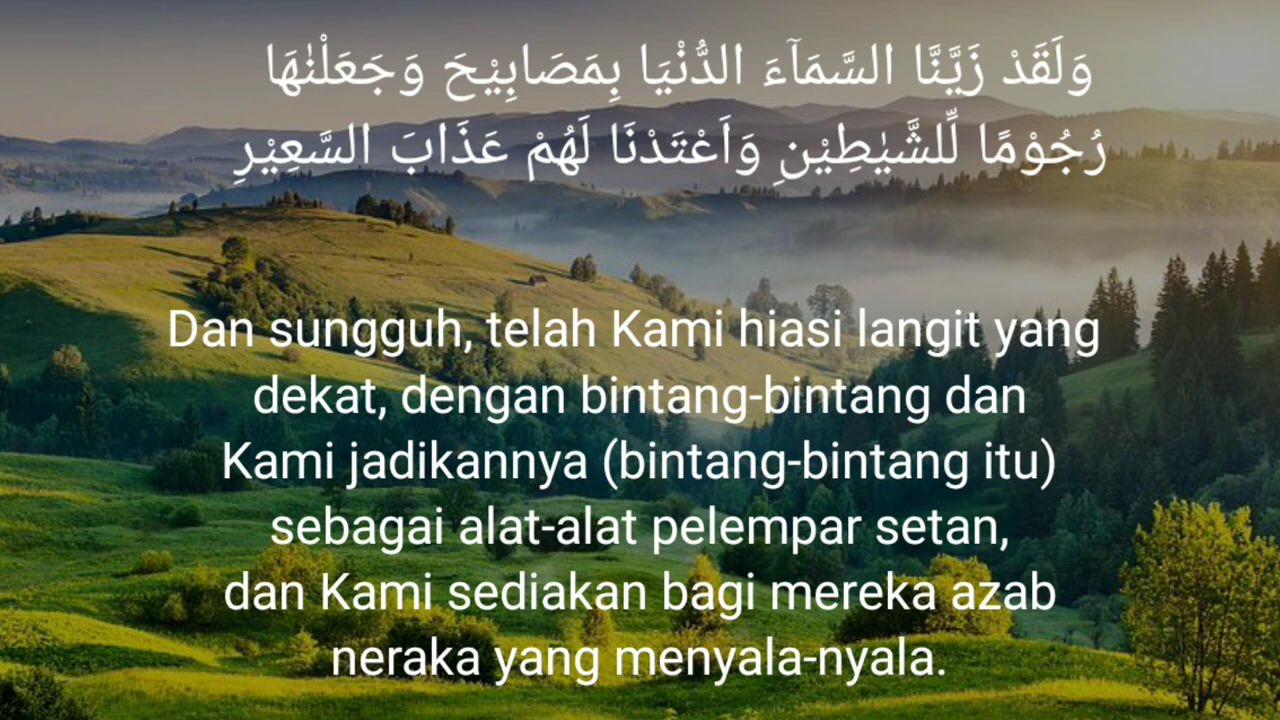 وَلَقَدْ زَيَّنَّا السَّمَاۤءَ الدُّنْيَا بِمَصَابِيْحَ وَجَعَلْنٰهَا
رُجُوْمًا لِّلشَّيٰطِيْنِ وَاَعْتَدْنَا لَهُمْ عَذَابَ السَّعِيْرِ
Dan sungguh, telah Kami hiasi langit yang
dekat, dengan bintang-bintang dan
Kami jadikannya (bintang-bintang itu)
sebagai alat-alat pelempar setan,
dan Kami sediakan bagi mereka azab
neraka yang menyala-nyala.